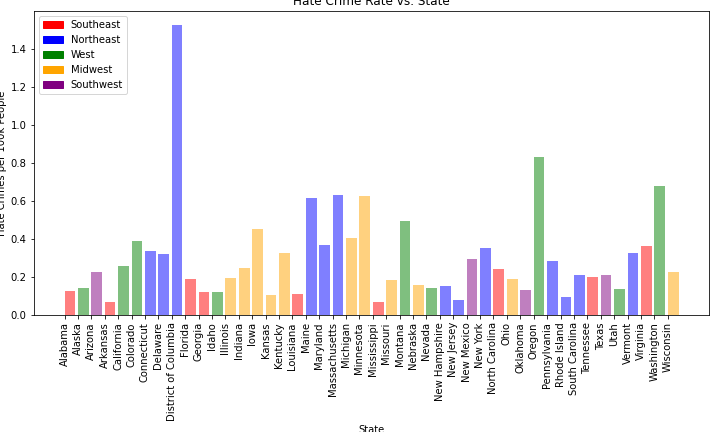 Hate Crime Rate vs. State
Hate Crimes per 100k People
1.4
1.2
1.0
0.8
0.6
0.4
0.2
0.0
Southeast
Northeast
West
Midwest
Southwest
Alabama
Alaska
Arizona
Arkansas
California
Colorado
Connecticut
Delaware
District of Columbia
Florida
Georgia
Idaho
Illinois
Indiana
Iowa
Kansas
Kentucky
Louisiana
Maine
Maryland
Massachusetts
Michigan
Minnesota
Mississippi
Missouri
Montana
Nebraska
Nevada
New Hampshire
New Jersey
New Mexico
New York
North Carolina
Ohio
Oklahoma
Oregon
Pennsylvania
Rhode Island
South Carolina
Tennessee
Texas
Utah
Vermont
Virginia
Washington
Wisconsin
State